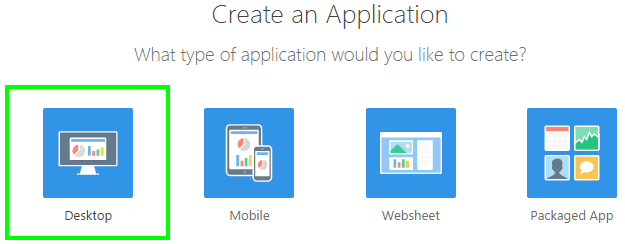 Create an Application
What type of application would you like to create?
Desktop
Mobile
Websheet
Packaged App